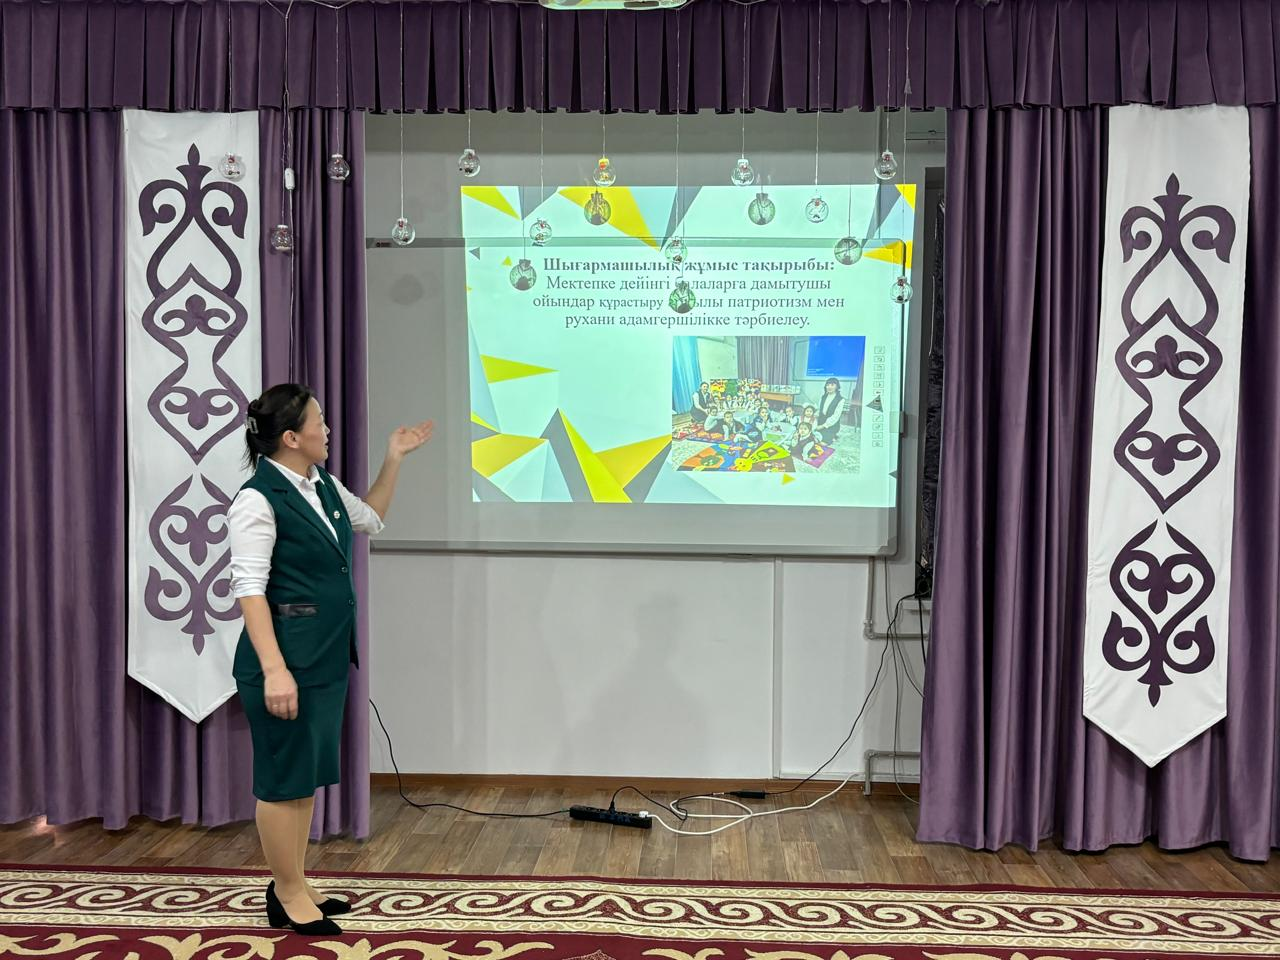 Шығармашылық жұмыс тақырыбы:
Мектепке дейінгі балаларға дамытушы
ойындар құрастыру арқылы патриотизм мен
рухани адамгершілікке тәрбиелеу.